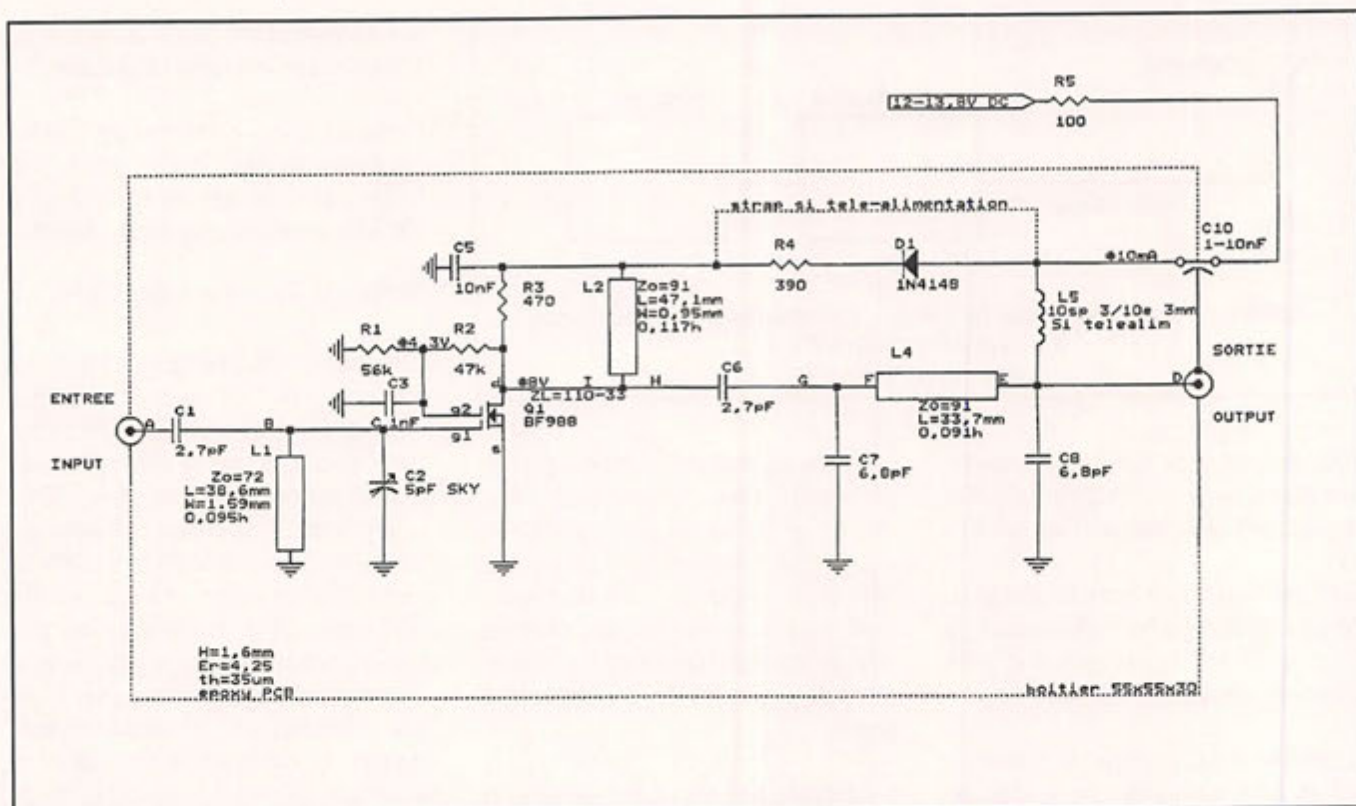 R5
12-13,8V DC
100
strap si tele-alimentation
C10
1-10nF
C5
10nF
R3
470
L2
Zo=91
L=47,1mm
W=0,95mm
0,117h
R4
390
D1
1N4148
@10mA
L5
10sp 3/10e 3mm
Si telealim
R1
56k
@4,3V
R2
47k
C3
1nF
d
@8V
I
H
ZL=110-33
Q1
BF988
g2
g1
s
C6
2,7pF
G
F
L4
E
Zo=91
L=33,7mm
0,091h
SORTIE
D
OUTPUT
ENTREE
A
INPUT
C1
2,7pF
B
C
L1
Zo=72
L=38,6mm
W=1,59mm
0,095h
C2
5pF SKY
C7
6,8pF
C8
6,8pF
H=1,6mm
Er=4,25
th=35um
epoxy PCB
boitier 55x55x30